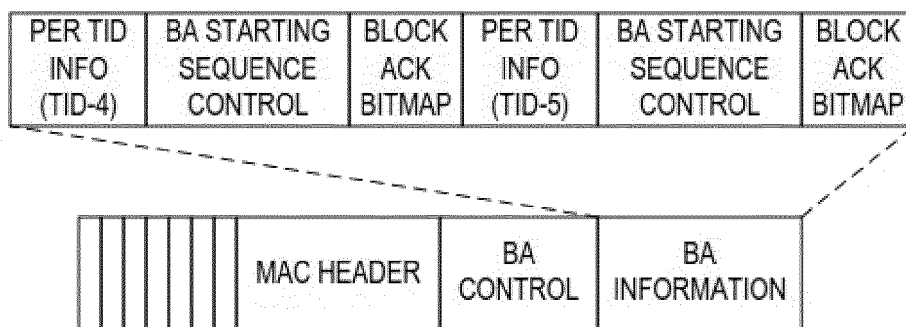 PER TID INFO (TID-4)
BA STARTING SEQUENCE CONTROL
BLOCK ACK BITMAP
PER TID INFO (TID-5)
BA STARTING SEQUENCE CONTROL
BLOCK ACK BITMAP
MAC HEADER
BA CONTROL
BA INFORMATION